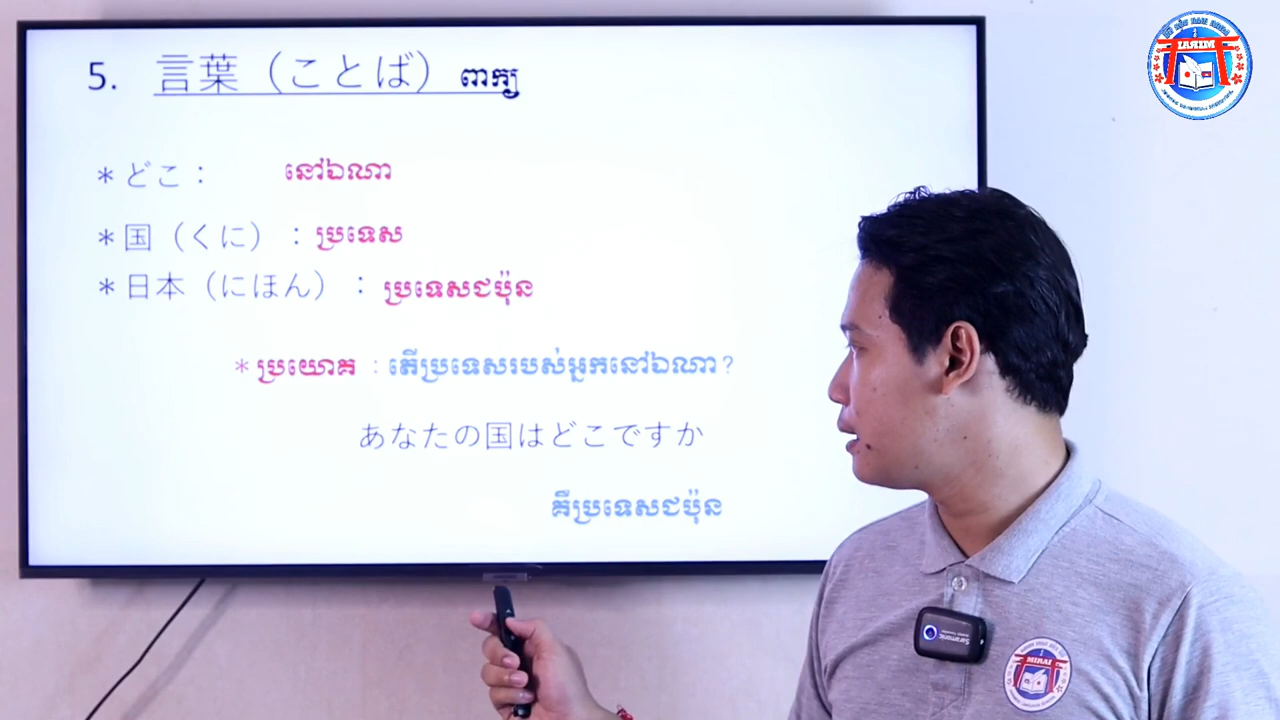 5. 言葉（ことば）ពាក្យ
＊どこ： នៅឯណា
＊国（くに）：ប្រទេស
＊日本（にほん）：ប្រទេសជប៉ុន
＊ប្រយោគ : តើប្រទេសរបស់អ្នកនៅឯណា?
あなたの国はどこですか
គឺប្រទេសជប៉ុន
MIRAI
Saramonic
MIRAI